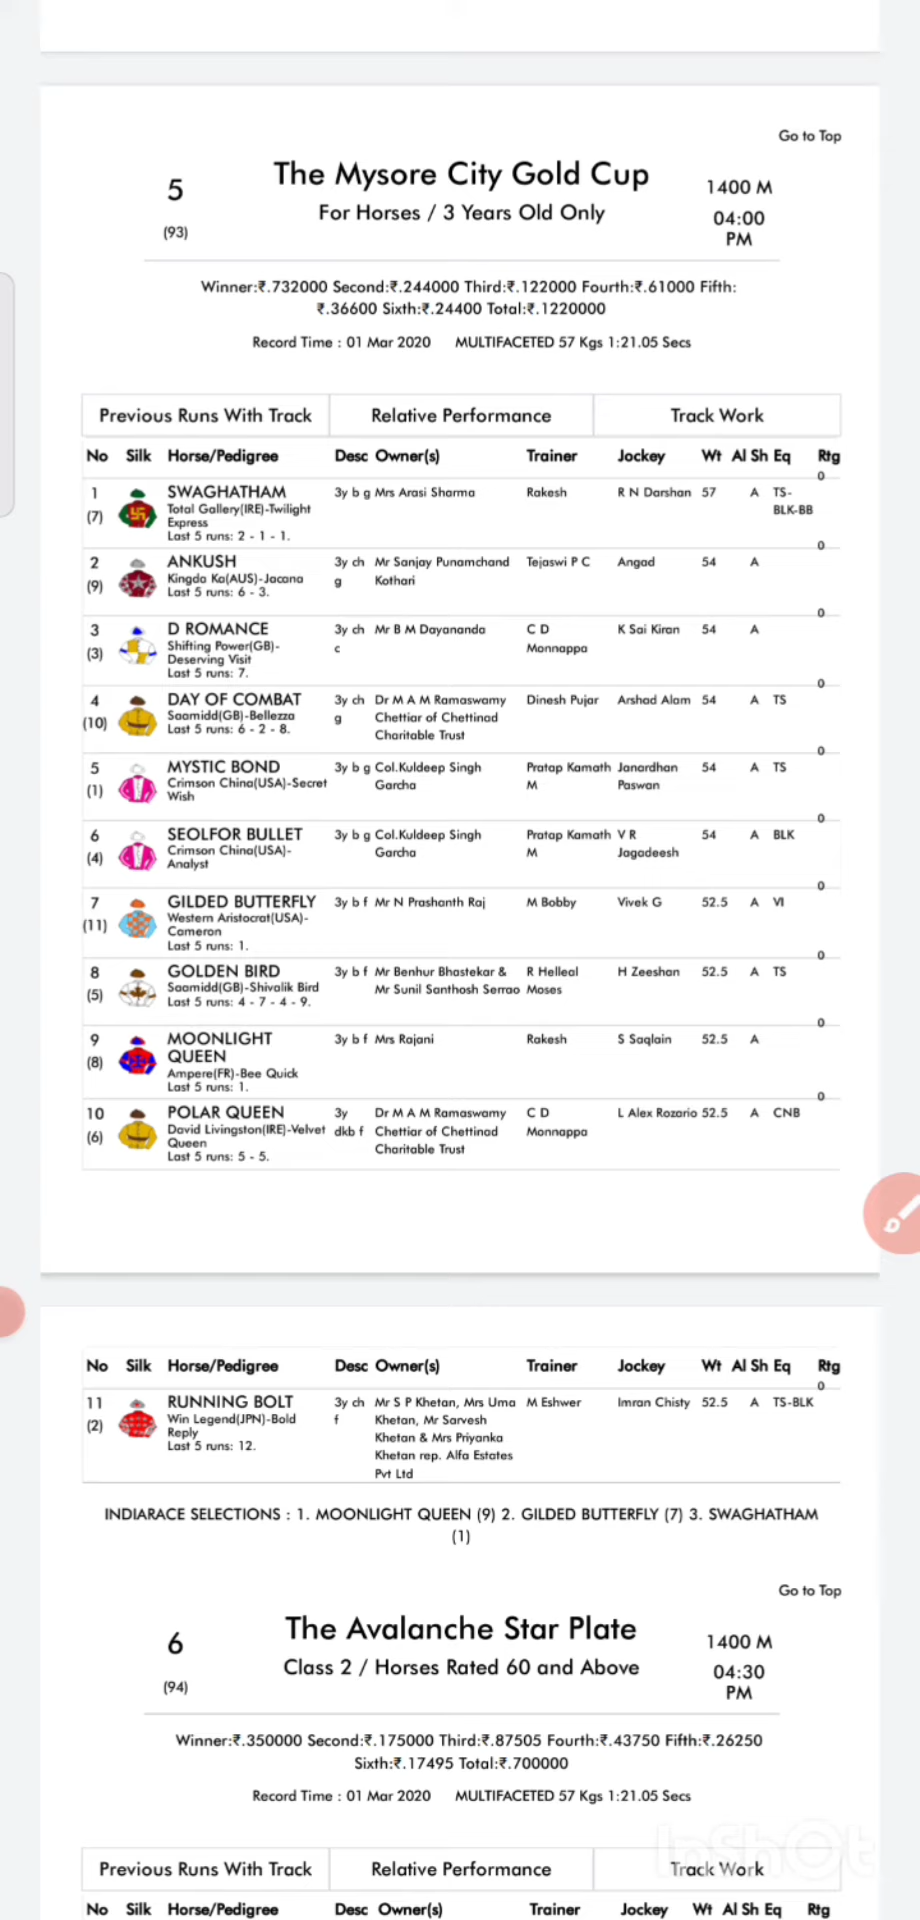 Go to Top
5
The Mysore City Gold Cup
1400 M
For Horses / 3 Years Old Only
04:00
PM
(93)
Winner:₹.732000 Second:₹.244000 Third:₹.122000 Fourth:₹.61000 Fifth:
₹.36600 Sixth:₹.24400 Total:₹.1220000
Record Time : 01 Mar 2020 MULTIFACETED 57 Kgs 1:21.05 Secs
Previous Runs With Track Relative Performance Track Work
No Silk Horse/Pedigree Desc Owner(s) Trainer Jockey Wt Al Sh Eq Rtg
0
1 SWAGHATHAM 3y b g Mrs Arasi Sharma Rakesh R N Darshan 57 A TS-
(7) Total Gallery(IRE)-Twilight BLK-BB
Express
Last 5 runs: 2 - 1 - 1.
0
2 ANKUSH 3y ch Mr Sanjay Punamchand Tejaswi P C Angad 54 A
(9) Kingda Ka(AUS)-Jacana g Kothari
Last 5 runs: 6 - 3.
0
3 D ROMANCE 3y ch Mr B M Dayananda C D K Sai Kiran 54 A
(3) Shifting Power(GB)- c Monnappa
Deserving Visit
Last 5 runs: 7.
0
4 DAY OF COMBAT 3y ch Dr M A M Ramaswamy Dinesh Pujar Arshad Alam 54 A TS
(10) Saamidd(GB)-Bellezza g Chettiar of Chettinad
Last 5 runs: 6 - 2 - 8. Charitable Trust
0
5 MYSTIC BOND 3y b g Col.Kuldeep Singh Pratap Kamath Janardhan 54 A TS
(1) Crimson China(USA)-Secret Garcha M Paswan
Wish
0
6 SEOLFOR BULLET 3y b g Col.Kuldeep Singh Pratap Kamath V R 54 A BLK
(4) Crimson China(USA)- Garcha M Jagadeesh
Analyst
0
7 GILDED BUTTERFLY 3y b f Mr N Prashanth Raj M Bobby Vivek G 52.5 A VI
(11) Western Aristocrat(USA)-
Cameron
Last 5 runs: 1.
0
8 GOLDEN BIRD 3y b f Mr Benhur Bhastekar & R Helleal H Zeeshan 52.5 A TS
(5) Saamidd(GB)-Shivalik Bird Mr Sunil Santhosh Serrao Moses
Last 5 runs: 4 - 7 - 4 - 9.
0
9 MOONLIGHT 3y b f Mrs Rajani Rakesh S Saqlain 52.5 A
(8) QUEEN
Ampere(FR)-Bee Quick
Last 5 runs: 1.
0
10 POLAR QUEEN 3y Dr M A M Ramaswamy C D L Alex Rozario 52.5 A CNB
(6) David Livingston(IRE)-Velvet dkb f Chettiar of Chettinad Monnappa
Queen Charitable Trust
Last 5 runs: 5 - 5.
No Silk Horse/Pedigree Desc Owner(s) Trainer Jockey Wt Al Sh Eq Rtg
0
11 RUNNING BOLT 3y ch Mr S P Khetan, Mrs Uma M Eshwer Imran Chisty 52.5 A TS-BLK
(2) Win Legend(JPN)-Bold f Khetan, Mr Sarvesh
Reply Khetan & Mrs Priyanka
Last 5 runs: 12. Khetan rep. Alfa Estates
Pvt Ltd
INDIARACE SELECTIONS : 1. MOONLIGHT QUEEN (9) 2. GILDED BUTTERFLY (7) 3. SWAGHATHAM
(1)
Go to Top
6
The Avalanche Star Plate
1400 M
Class 2 / Horses Rated 60 and Above
04:30
PM
(94)
Winner:₹.350000 Second:₹.175000 Third:₹.87505 Fourth:₹.43750 Fifth:₹.26250
Sixth:₹.17495 Total:₹.700000
Record Time : 01 Mar 2020 MULTIFACETED 57 Kgs 1:21.05 Secs
InShOt
Previous Runs With Track Relative Performance Track Work
No Silk Horse/Pedigree Desc Owner(s) Trainer Jockey Wt Al Sh Eq Rtg